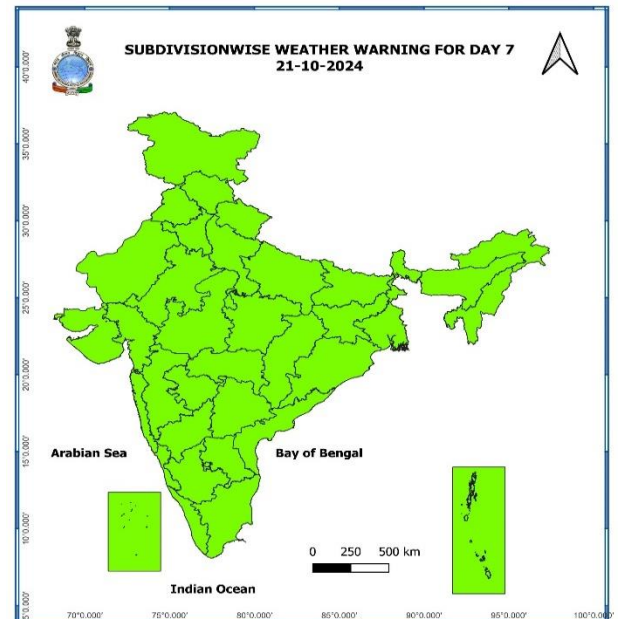 SUBDIVISIONWISE WEATHER WARNING FOR DAY 7
21-10-2024
40°0.000'
35°0.000'
30°0.000'
25°0.000'
20°0.000'
15°0.000'
10°0.000'
5°0.000'
Arabian Sea
Bay of Bengal
0 250 500 km
Indian Ocean
70°0.000' 75°0.000' 80°0.000' 85°0.000' 90°0.000' 95°0.000' 100°0.000'